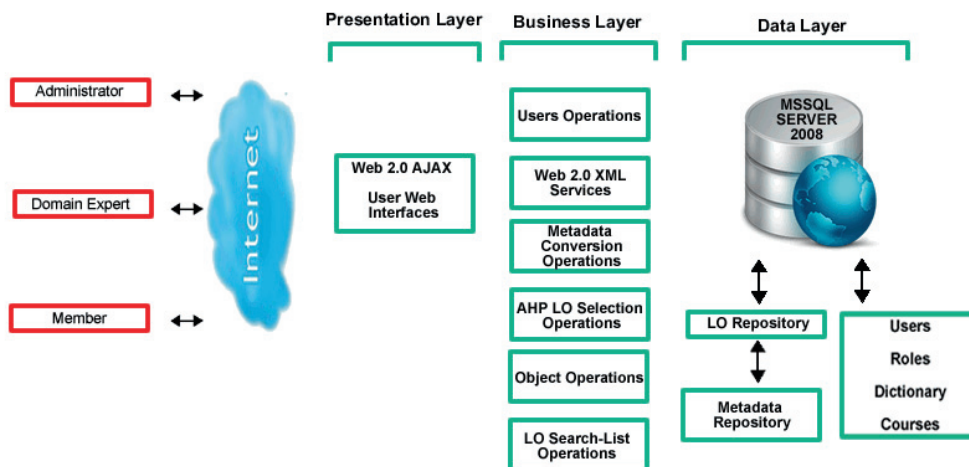 Presentation Layer
Business Layer
Data Layer
Administrator
Domain Expert
Member
Internet
Web 2.0 AJAX
User Web
Interfaces
Users Operations
Web 2.0 XML
Services
Metadata
Conversion
Operations
AHP LO Selection
Operations
Object Operations
LO Search-List
Operations
MSSQL
SERVER
2008
LO Repository
Metadata
Repository
Users
Roles
Dictionary
Courses